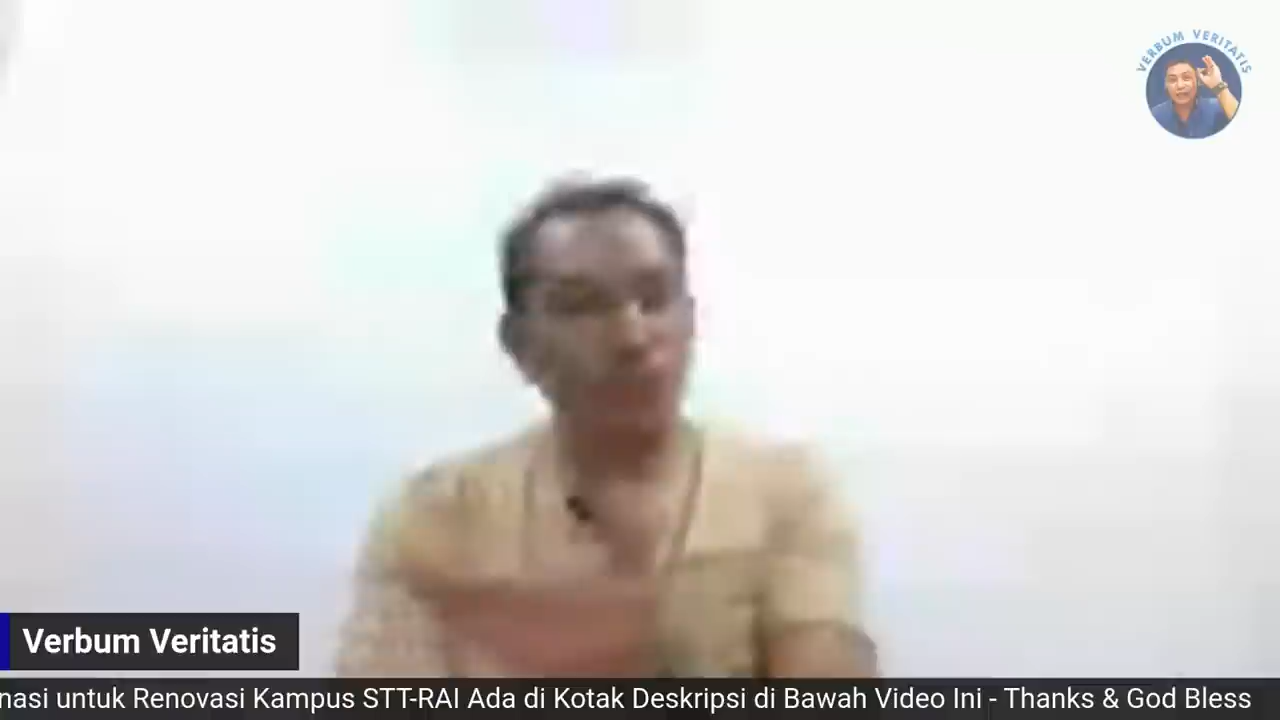 VERBUM VERITATIS
Verbum Veritatis
nasi untuk Renovasi Kampus STT-RAI Ada di Kotak Deskripsi di Bawah Video Ini - Thanks & God Bless